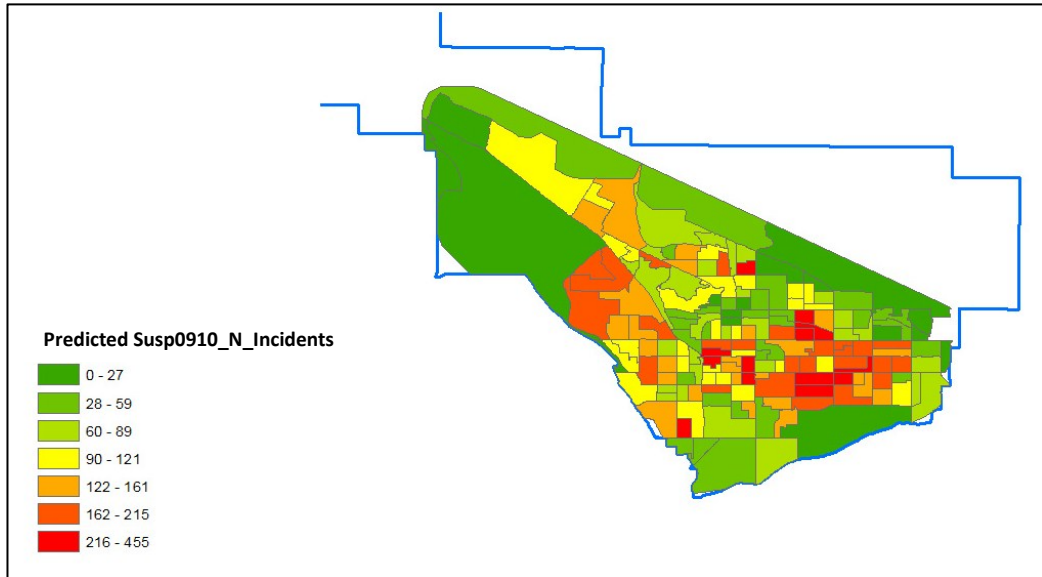 Predicted Susp0910_N_Incidents
0 - 27
28 - 59
60 - 89
90 - 121
122 - 161
162 - 215
216 - 455